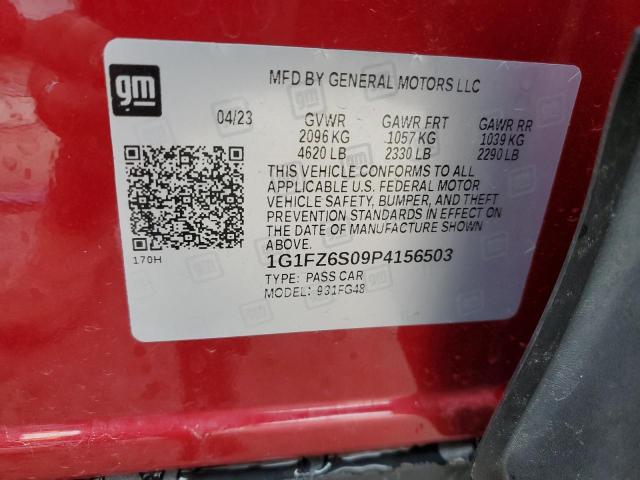 gm
MFD BY GENERAL MOTORS LLC
04/23 GVWR GAWR FRT GAWR RR
2096 KG 1057 KG 1039 KG
4620 LB 2330 LB 2290 LB
THIS VEHICLE CONFORMS TO ALL
APPLICABLE U.S. FEDERAL MOTOR
VEHICLE SAFETY, BUMPER, AND THEFT
PREVENTION STANDARDS IN EFFECT ON
THE DATE OF MANUFACTURE SHOWN
ABOVE.
170H
1G1FZ6S09P4156503
TYPE: PASS CAR
MODEL: 931FG48